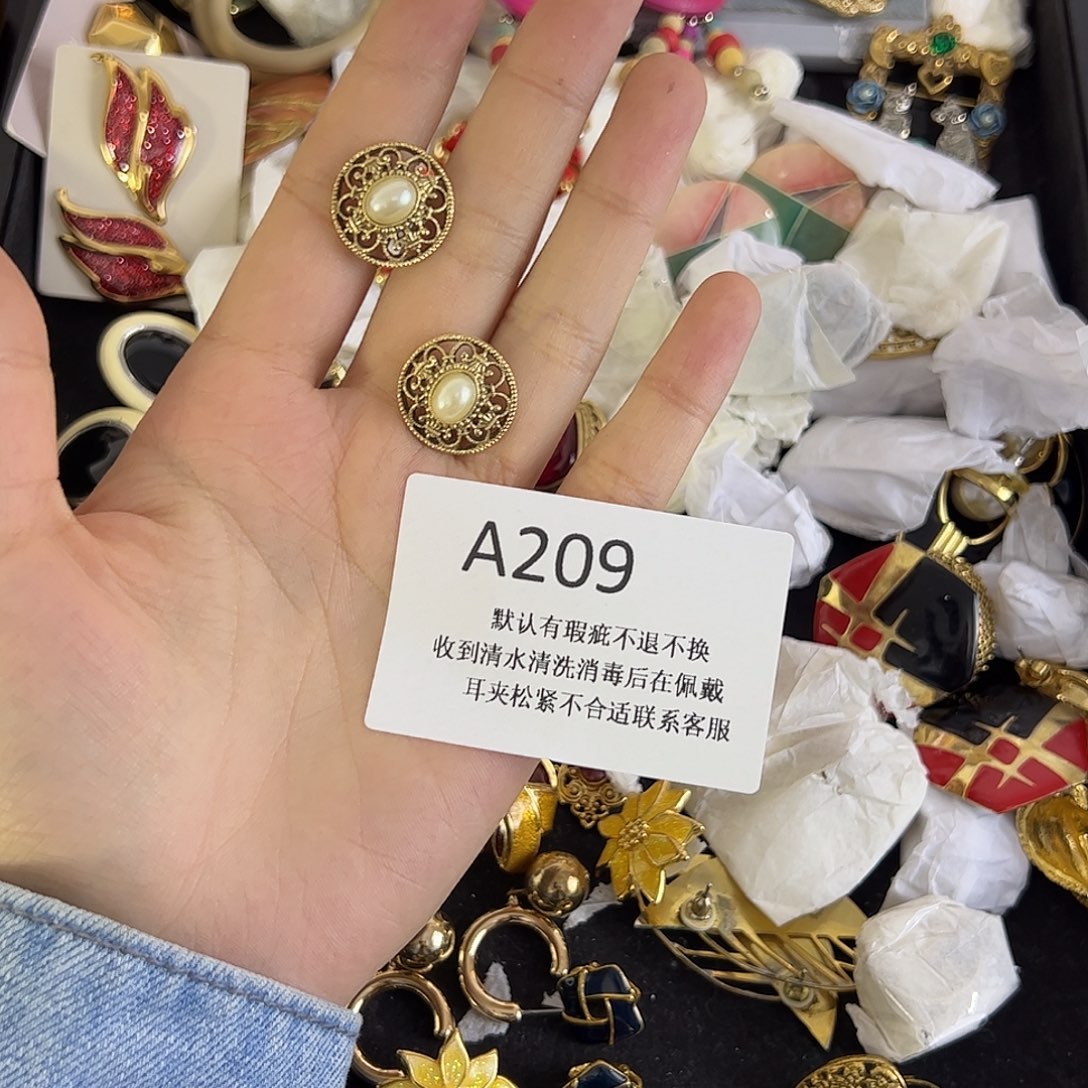 A209
默认有瑕疵不退不换
收到清水清洗消毒后在佩戴
耳夹松紧不合适联系客服